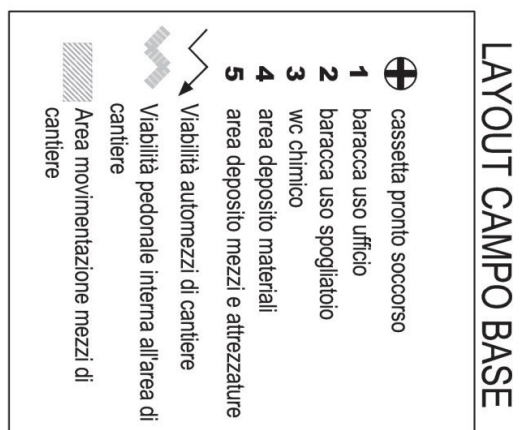 LAYOUT CAMPO BASE
cassetta pronto soccorso
1 baracca uso ufficio
2 baracca uso spogliatoio
3 wc chimico
4 area deposito materiali
5 area deposito mezzi e attrezzature
Viabilità automezzi di cantiere
Viabilità pedonale interna all'area di
cantiere
Area movimentazione mezzi di
cantiere